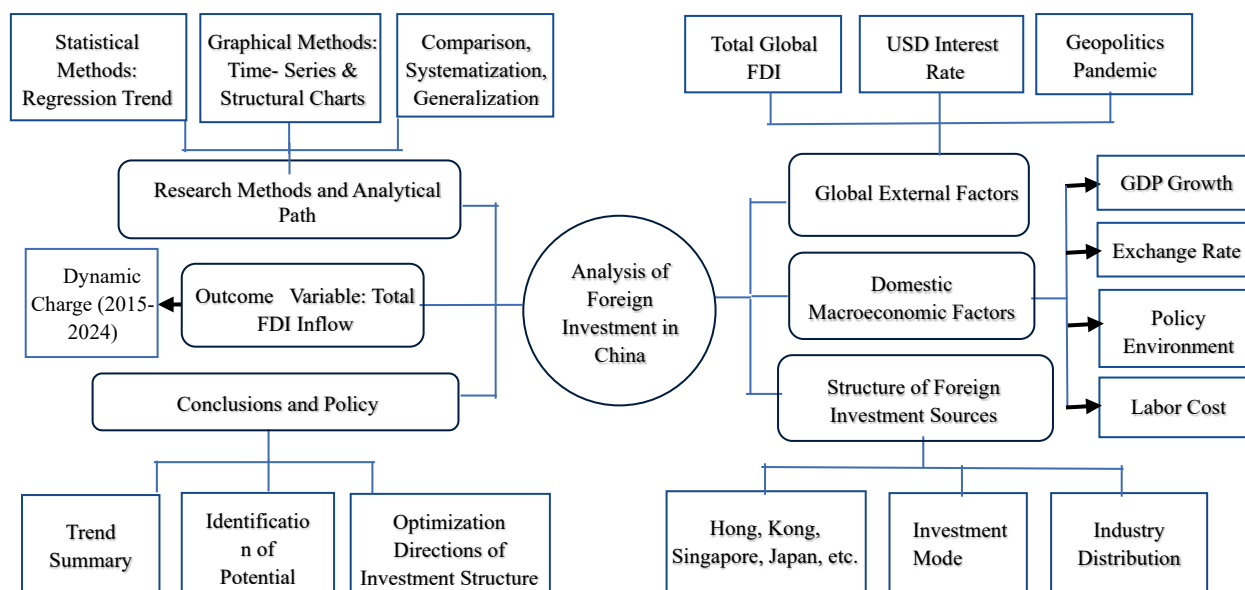 Statistical
Methods:
Regression Trend
Graphical Methods:
Time- Series &
Structural Charts
Comparison,
Systematization,
Generalization
Total Global
FDI
USD Interest
Rate
Geopolitics
Pandemic
Research Methods and Analytical
Path
Global External Factors
GDP Growth
Exchange Rate
Policy
Environment
Labor Cost
Dynamic
Charge (2015-
2024)
Outcome Variable: Total
FDI Inflow
Analysis of
Foreign
Investment in
China
Domestic
Macroeconomic Factors
Conclusions and Policy
Structure of Foreign
Investment Sources
Trend
Summary
Identificatio
n of
Potential
Optimization
Directions of
Investment Structure
Hong, Kong,
Singapore, Japan, etc.
Investment
Mode
Industry
Distribution